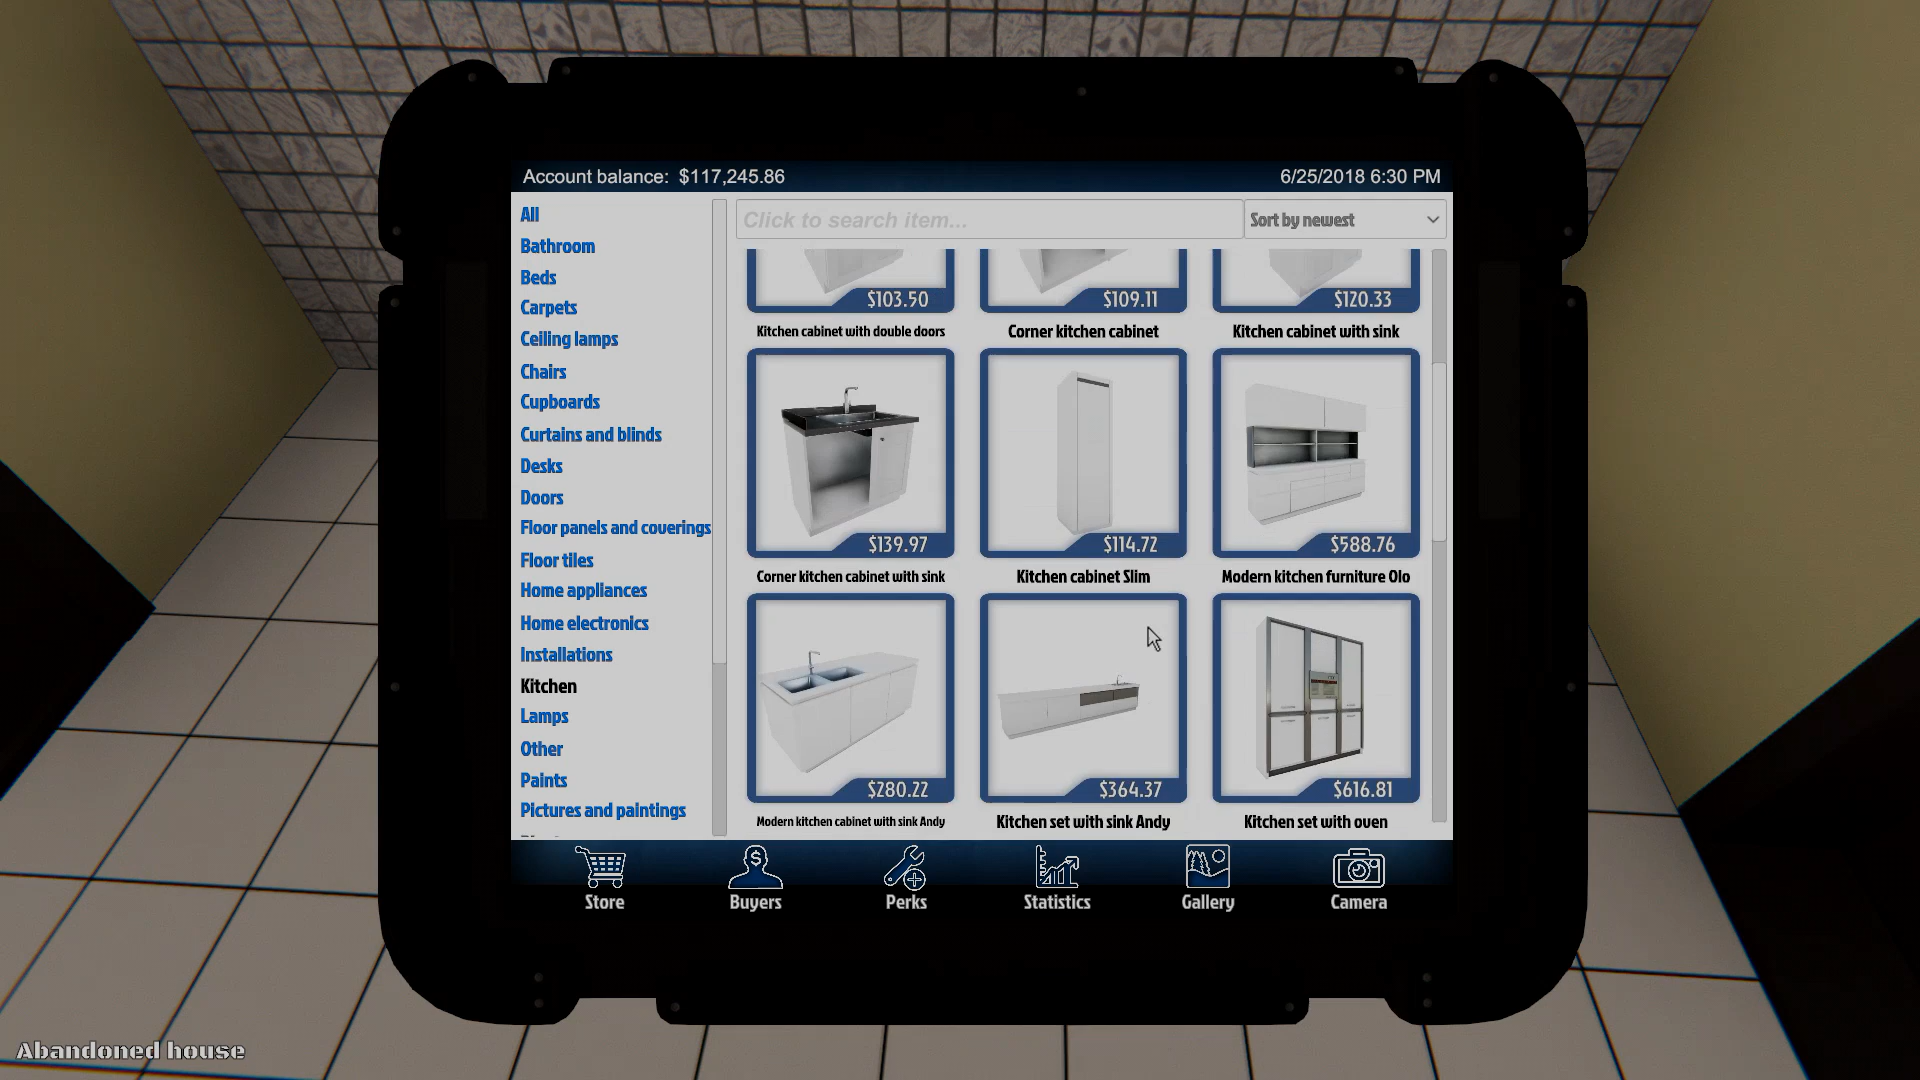 Account balance: $117,245.86
6/25/2018 6:30 PM
All
Bathroom
Beds
Carpets
Ceiling lamps
Chairs
Cupboards
Curtains and blinds
Desks
Doors
Floor panels and coverings
Floor tiles
Home appliances
Home electronics
Installations
Kitchen
Lamps
Other
Paints
Pictures and paintings
Click to search item...
Sort by newest
$103.50
$109.11
$120.33
Kitchen cabinet with double doors
Corner kitchen cabinet
Kitchen cabinet with sink
$139.97
$114.72
$588.76
Corner kitchen cabinet with sink
Kitchen cabinet Slim
Modern kitchen furniture Olo
$280.22
$364.37
$616.81
Modern kitchen cabinet with sink Andy
Kitchen set with sink Andy
Kitchen set with oven
Store
Buyers
Perks
Statistics
Gallery
Camera
Abandoned house